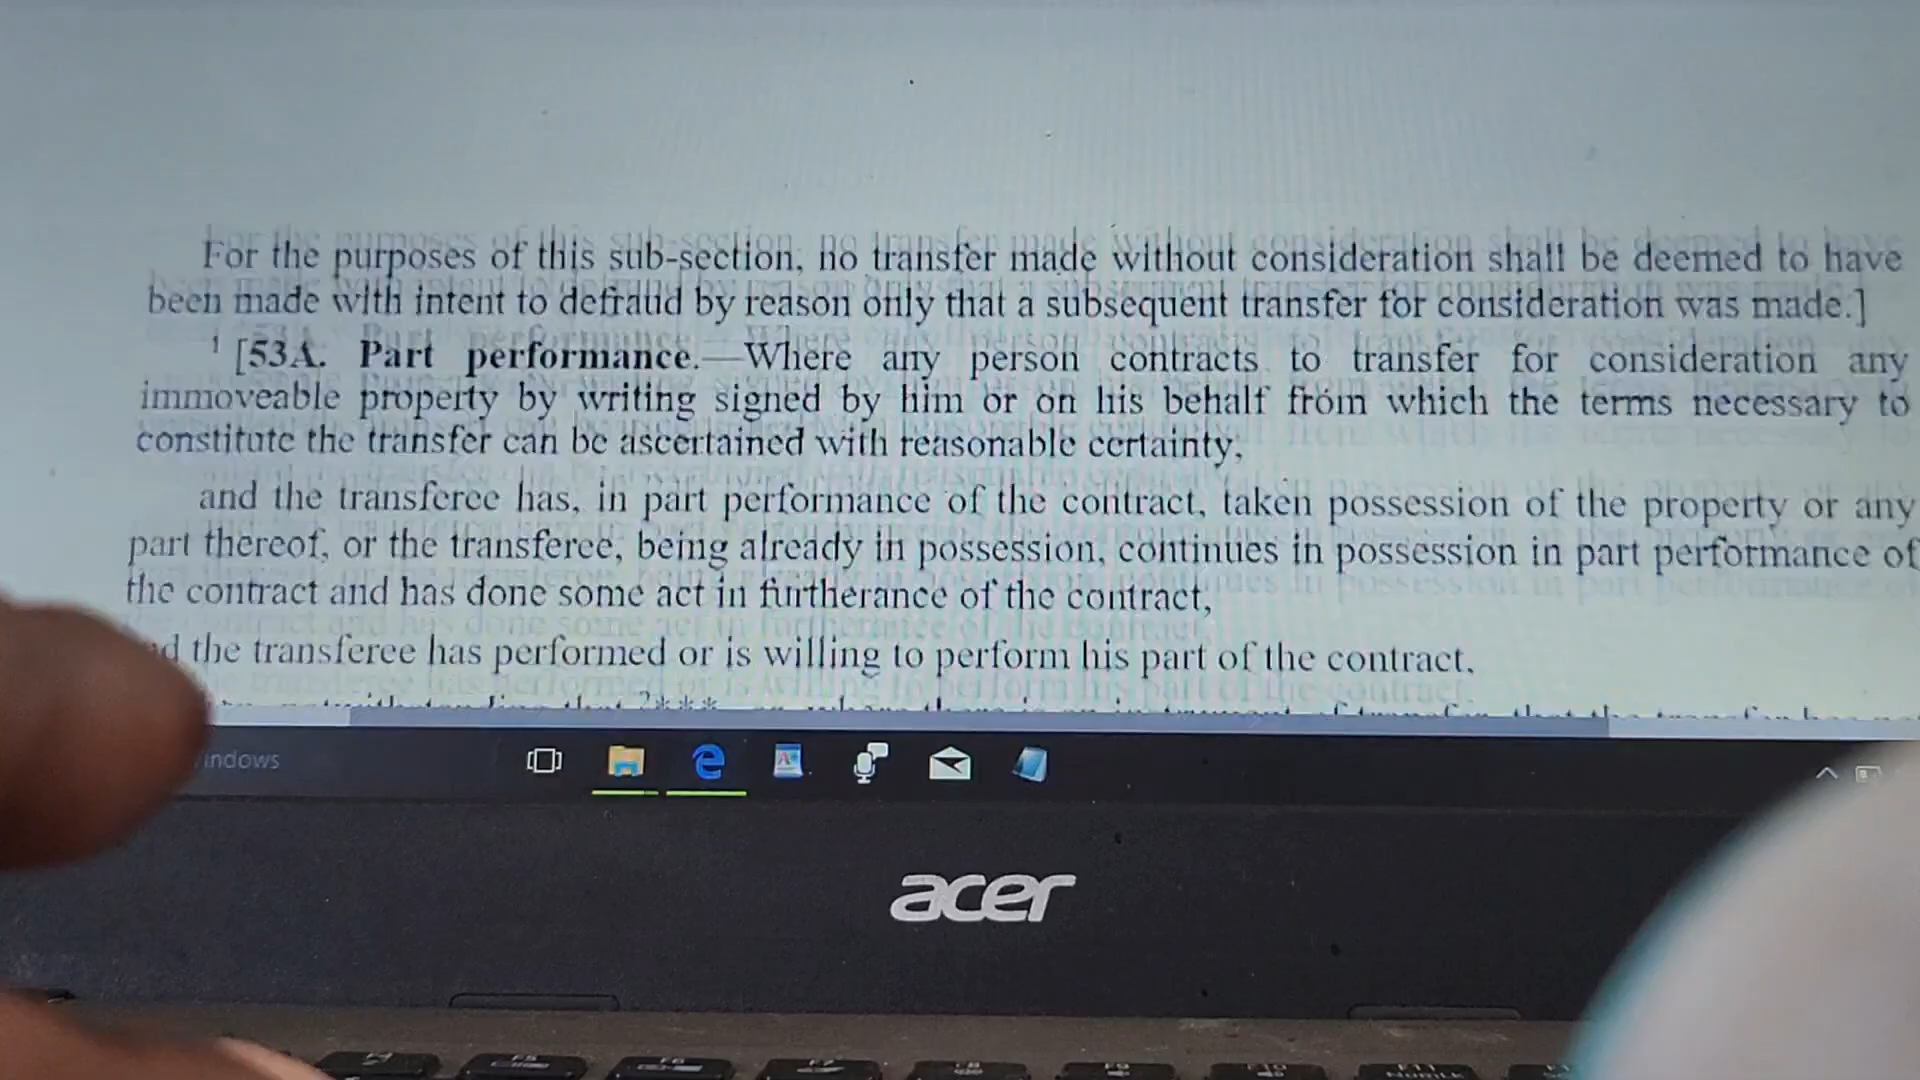 For the purposes of this sub-section, no transfer made without consideration shall be deemed to have
been made with intent to defraud by reason only that a subsequent transfer for consideration was made.]
1 [53A. Part performance.—Where any person contracts to transfer for consideration any
immoveable property by writing signed by him or on his behalf from which the terms necessary to
constitute the transfer can be ascertained with reasonable certainty,
and the transferee has, in part performance of the contract, taken possession of the property or any
part thereof, or the transferee, being already in possession, continues in possession in part performance of
the contract and has done some act in furtherance of the contract,
the transferee has performed or is willing to perform his part of the contract,
indows
acer